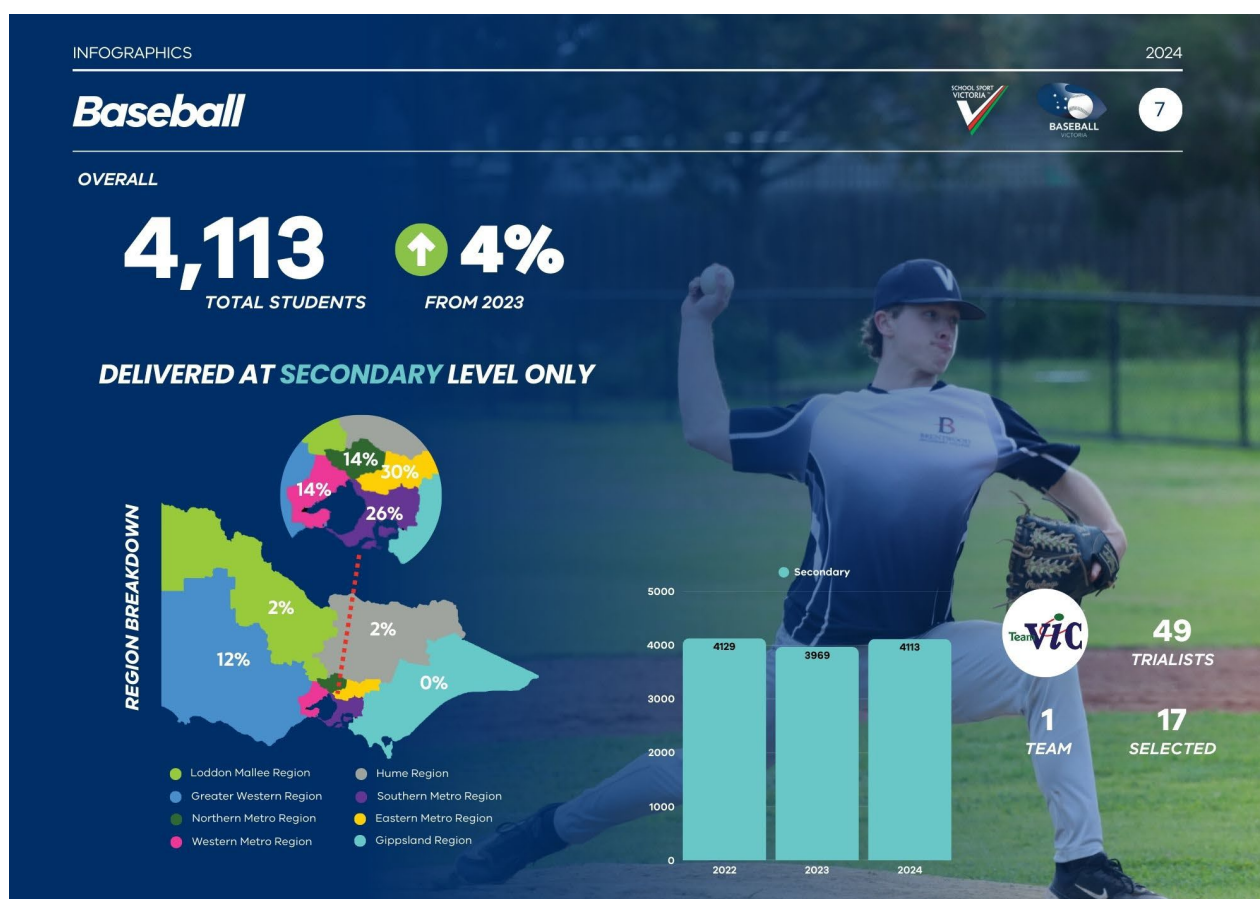 INFOGRAPHICS
2024
Baseball
SCHOOL SPORT
VICTORIA
BASEBALL
VICTORIA
7
OVERALL
4,113
TOTAL STUDENTS
4%
FROM 2023
DELIVERED AT SECONDARY LEVEL ONLY
REGION BREAKDOWN
14%
30%
14%
26%
2%
2%
12%
0%
Loddon Mallee Region
Hume Region
Greater Western Region
Southern Metro Region
Northern Metro Region
Eastern Metro Region
Western Metro Region
Gippsland Region
Secondary
5000
4000
3000
2000
1000
0
4129
3969
4113
2022
2023
2024
Team Vic
49
TRIALISTS
1
TEAM
17
SELECTED
V
B